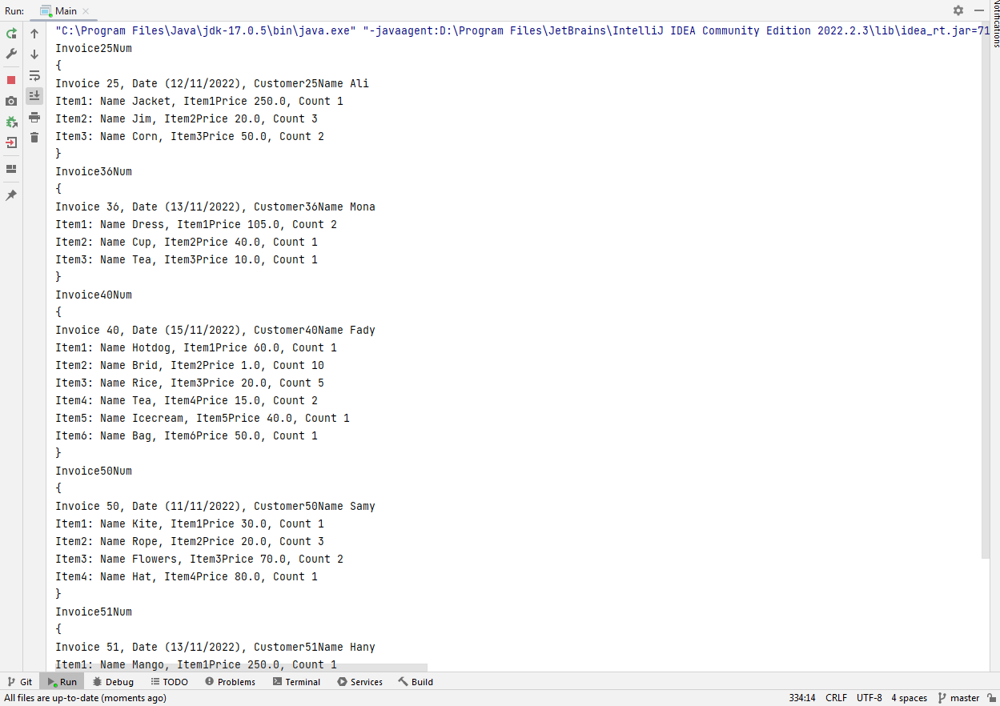 Run: Main
Notifications
"C:\Program Files\Java\jdk-17.0.5\bin\java.exe" "-javaagent:D:\Program Files\JetBrains\IntelliJ IDEA Community Edition 2022.2.3\lib\idea_rt.jar=71
Invoice25Num
{
Invoice 25, Date (12/11/2022), Customer25Name Ali
Item1: Name Jacket, Item1Price 250.0, Count 1
Item2: Name Jim, Item2Price 20.0, Count 3
Item3: Name Corn, Item3Price 50.0, Count 2
}
Invoice36Num
{
Invoice 36, Date (13/11/2022), Customer36Name Mona
Item1: Name Dress, Item1Price 105.0, Count 2
Item2: Name Cup, Item2Price 40.0, Count 1
Item3: Name Tea, Item3Price 10.0, Count 1
}
Invoice40Num
{
Invoice 40, Date (15/11/2022), Customer40Name Fady
Item1: Name Hotdog, Item1Price 60.0, Count 1
Item2: Name Brid, Item2Price 1.0, Count 10
Item3: Name Rice, Item3Price 20.0, Count 5
Item4: Name Tea, Item4Price 15.0, Count 2
Item5: Name Icecream, Item5Price 40.0, Count 1
Item6: Name Bag, Item6Price 50.0, Count 1
}
Invoice50Num
{
Invoice 50, Date (11/11/2022), Customer50Name Samy
Item1: Name Kite, Item1Price 30.0, Count 1
Item2: Name Rope, Item2Price 20.0, Count 3
Item3: Name Flowers, Item3Price 70.0, Count 2
Item4: Name Hat, Item4Price 80.0, Count 1
}
Invoice51Num
{
Invoice 51, Date (13/11/2022), Customer51Name Hany
Item1: Name Mango, Item1Price 250.0, Count 1
Git Run Debug TODO Problems Terminal Services Build
All files are up-to-date (moments ago) 334:14 CRLF UTF-8 4 spaces master